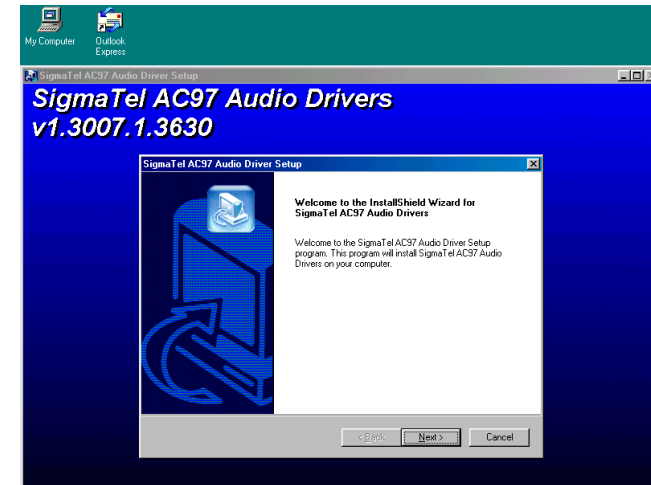 My Computer
Outlook
Express
SigmaTel AC97 Audio Driver Setup
SigmaTel AC97 Audio Drivers
v1.3007.1.3630
SigmaTel AC97 Audio Driver Setup
Welcome to the InstallShield Wizard for
SigmaTel AC97 Audio Drivers
Welcome to the SigmaTel AC97 Audio Driver Setup
program. This program will install SigmaTel AC97 Audio
Drivers on your computer.
< Back
Next >
Cancel